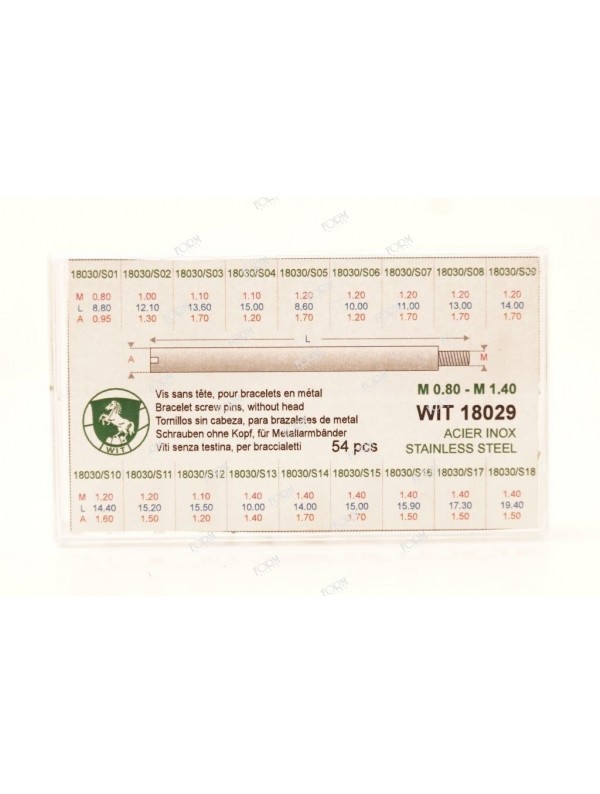 18030/S01 18030/S02 18030/S03 18030/S04 18030/S05 18030/S06 18030/S07 18030/S08 18030/S09
M 0.80 1.00 1.10 1.10 1.20 1.20 1.20 1.20 1.20
L 8.80 12.10 13.60 15.00 8.60 10.00 11.00 13.00 14.00
A 0.95 1.30 1.70 1.20 1.20 1.70 1.20 1.70 1.70
L
A
M
Vis sans tête, pour bracelets en métal
Bracelet screw pins, without head
Tornillos sin cabeza, para brazaletes de metal
Schrauben ohne Kopf, für Metallarmbänder
Viti senza testina, per braccialetti
54 pcs
M 0.80 - M 1.40
WIT 18029
ACIER INOX
STAINLESS STEEL
WIT
18030/S10 18030/S11 18030/S12 18030/S13 18030/S14 18030/S15 18030/S16 18030/S17 18030/S18
M 1.20 1.20 1.10 1.40 1.40 1.40 1.40 1.40 1.40
L 14.40 15.20 15.50 10.00 14.00 15.00 15.90 17.30 19.40
A 1.60 1.50 1.20 1.70 1.70 1.70 1.50 1.50 1.50